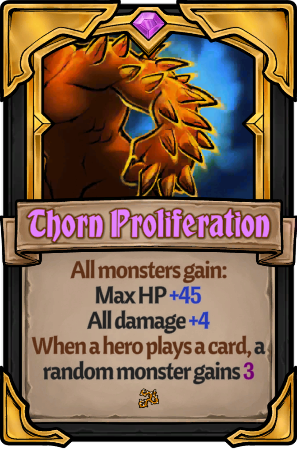 Thorn Proliferation
All monsters gain:
Max HP +45
All damage +4
When a hero plays a card, a
random monster gains 3